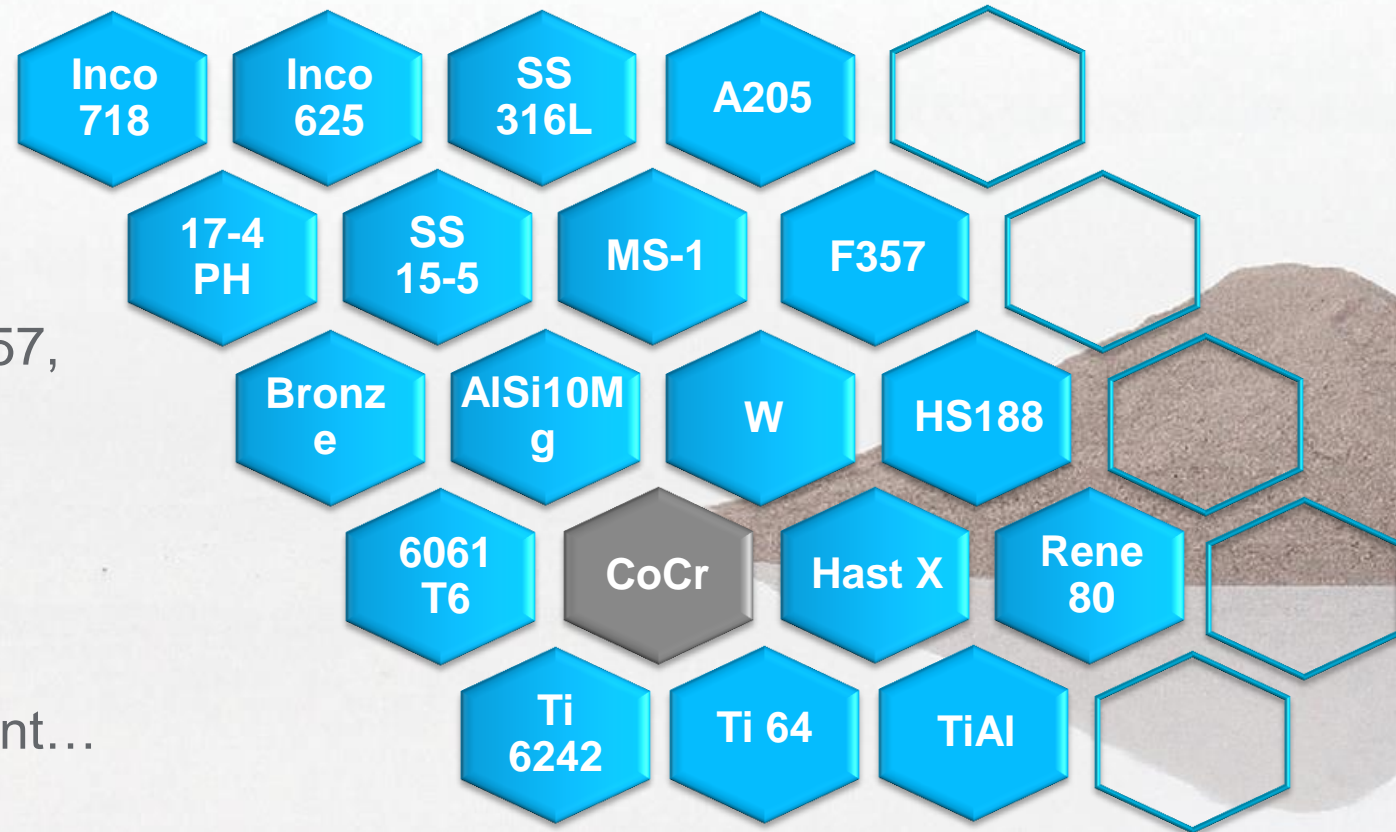 Inco
718
Inco
625
SS
316L
A205
17-4
PH
SS
15-5
MS-1
F357
57,
Bronz
e
AlSi10M
g
W
HS188
6061
T6
CoCr
Hast X
Rene
80
Ti
6242
Ti 64
TiAl
nt…